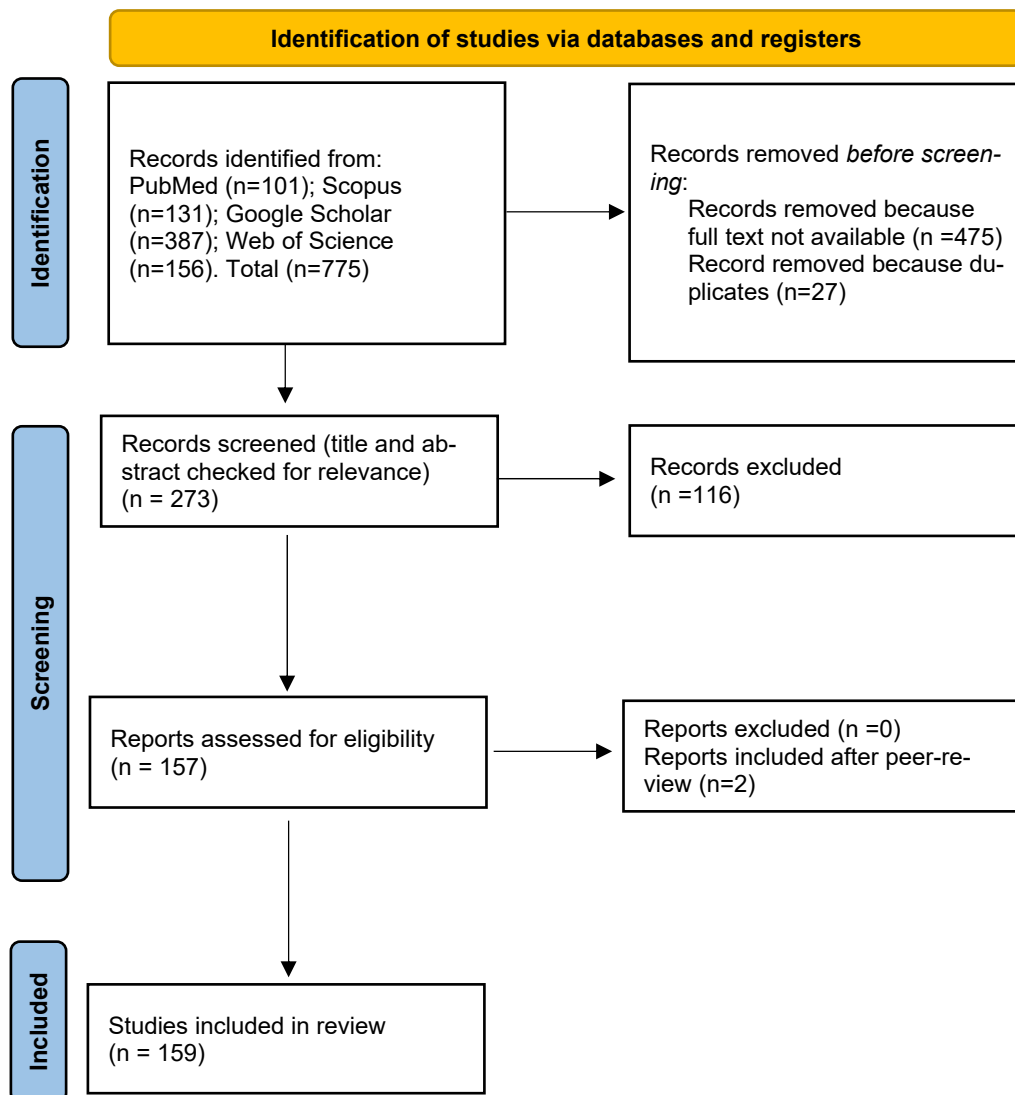 Identification of studies via databases and registers
Identification
Records identified from:
PubMed (n=101); Scopus
(n=131); Google Scholar
(n=387); Web of Science
(n=156). Total (n=775)
Records removed before screen-
ing:
Records removed because
full text not available (n =475)
Record removed because du-
plicates (n=27)
Screening
Records screened (title and ab-
stract checked for relevance)
(n = 273)
Records excluded
(n =116)
Reports assessed for eligibility
(n = 157)
Reports excluded (n =0)
Reports included after peer-re-
view (n=2)
Included
Studies included in review
(n = 159)